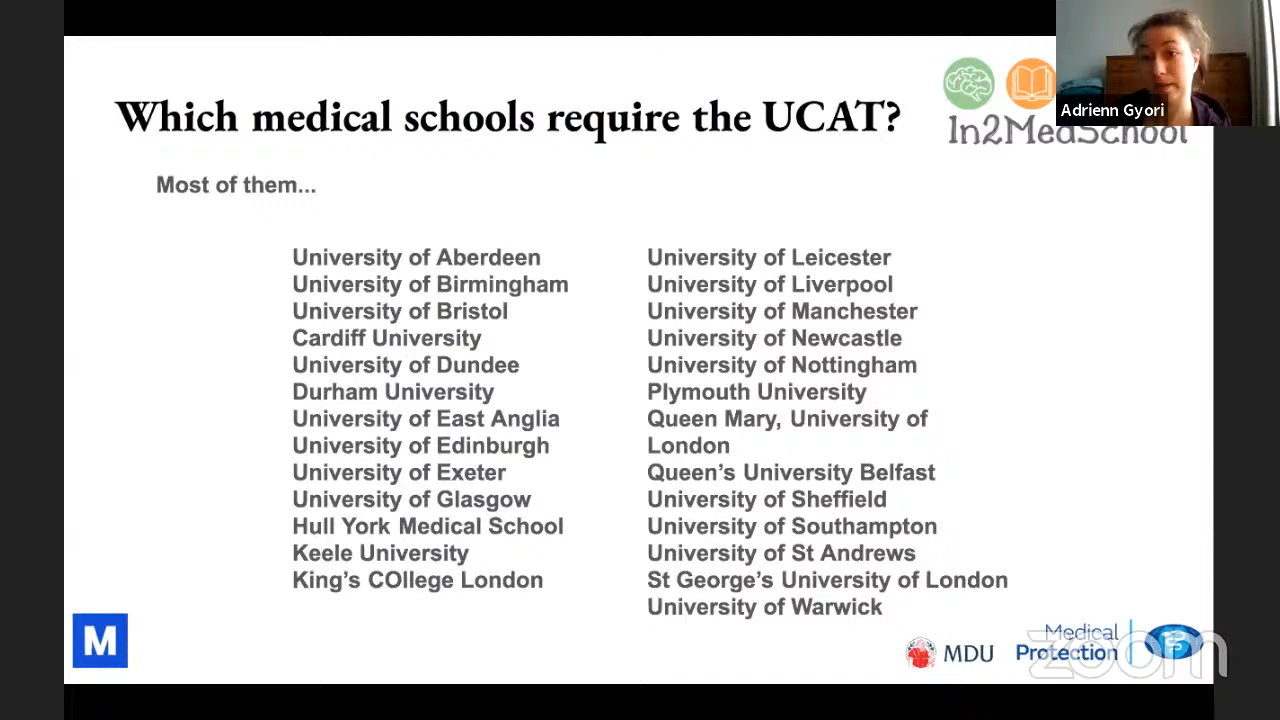 Which medical schools require the UCAT?
In2MedSchool
Adrienn Gyori
Most of them...
University of Aberdeen
University of Birmingham
University of Bristol
Cardiff University
University of Dundee
Durham University
University of East Anglia
University of Edinburgh
University of Exeter
University of Glasgow
Hull York Medical School
Keele University
King's COllege London
University of Leicester
University of Liverpool
University of Manchester
University of Newcastle
University of Nottingham
Plymouth University
Queen Mary, University of
London
Queen's University Belfast
University of Sheffield
University of Southampton
University of St Andrews
St George's University of London
University of Warwick
M
MDU
Medical
Protection
zoom